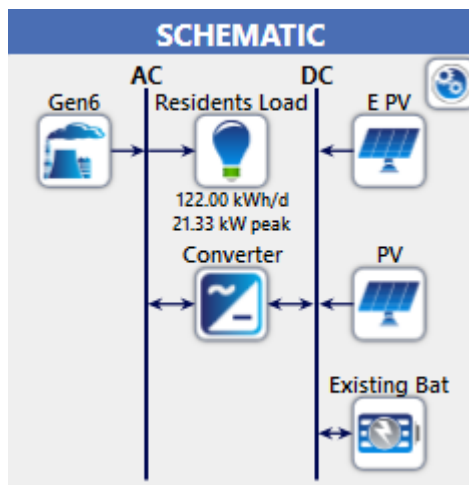 SCHEMATIC
AC DC
Gen6 Residents Load E PV
122.00 kWh/d
21.33 kW peak
Converter PV
Existing Bat